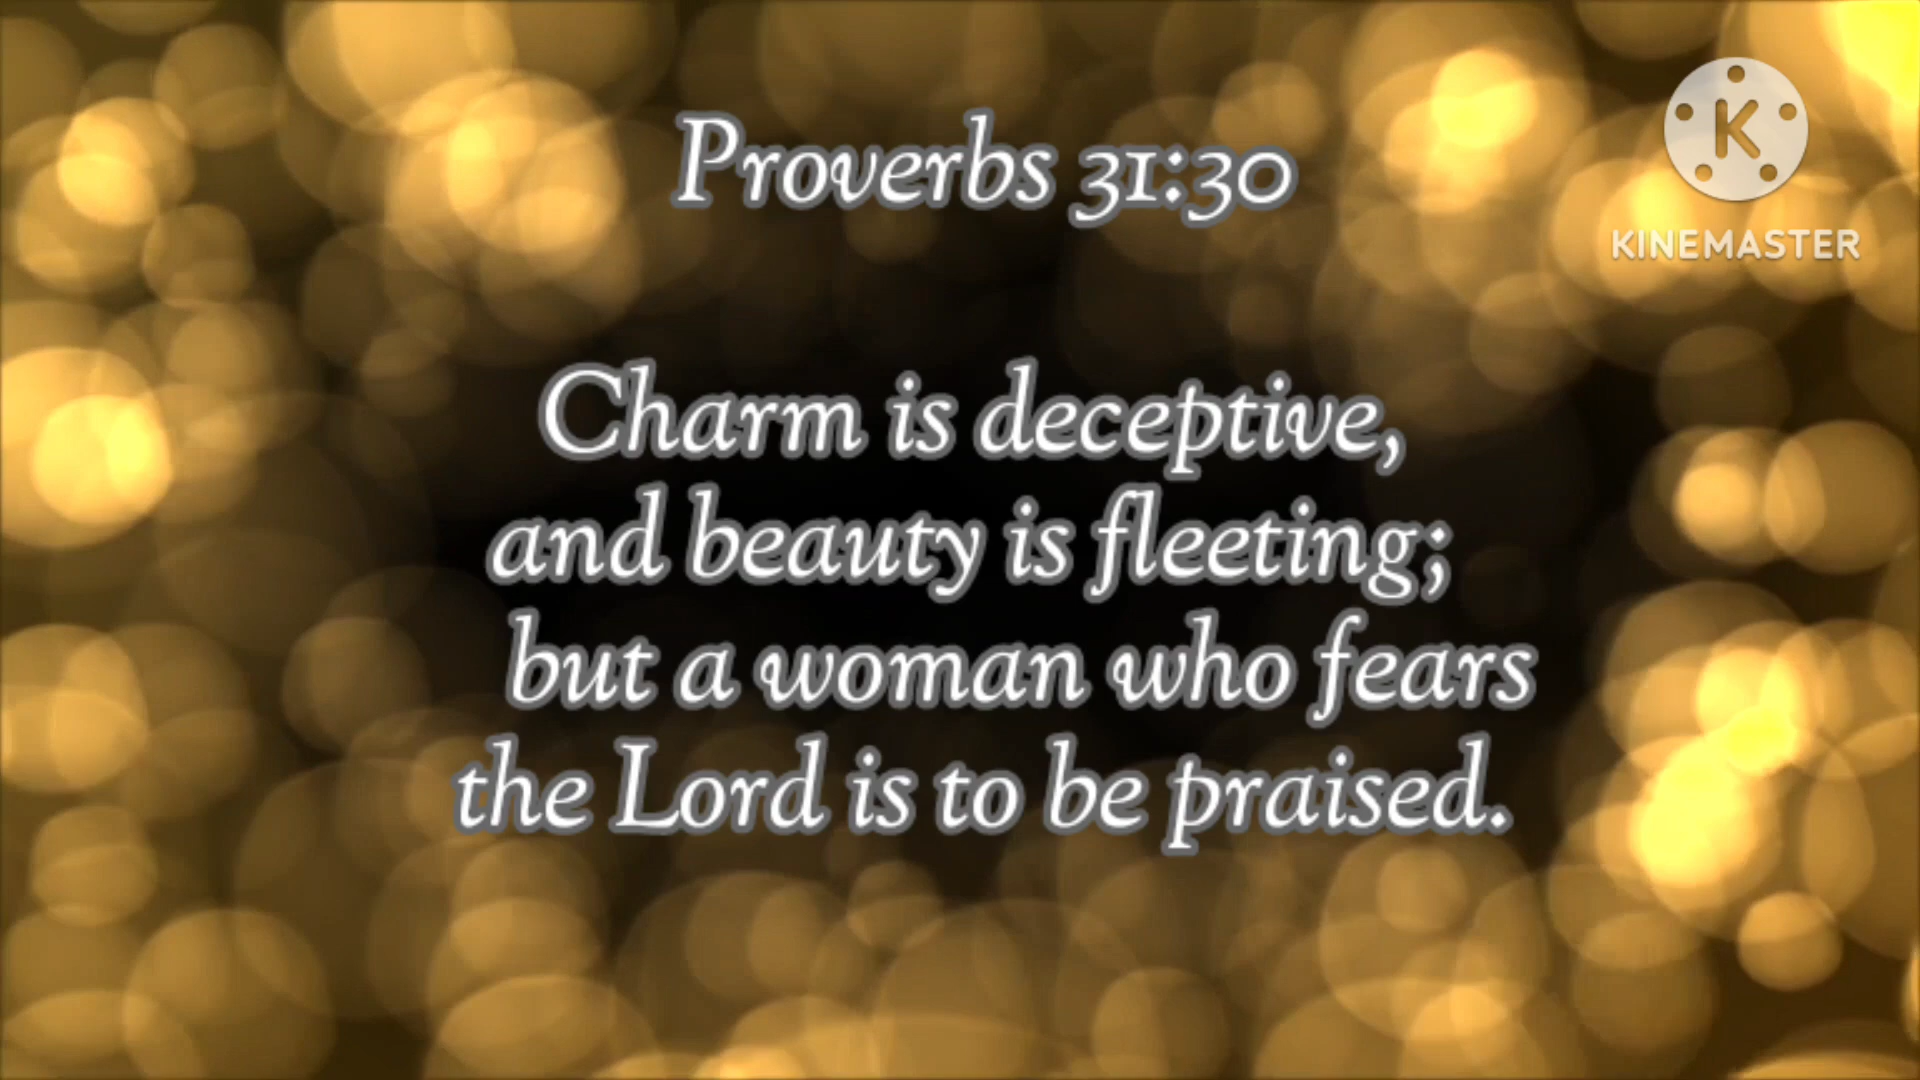 Proverbs 31:30
K
KINEMASTER
Charm is deceptive,
and beauty is fleeting;
but a woman who fears
the Lord is to be praised.